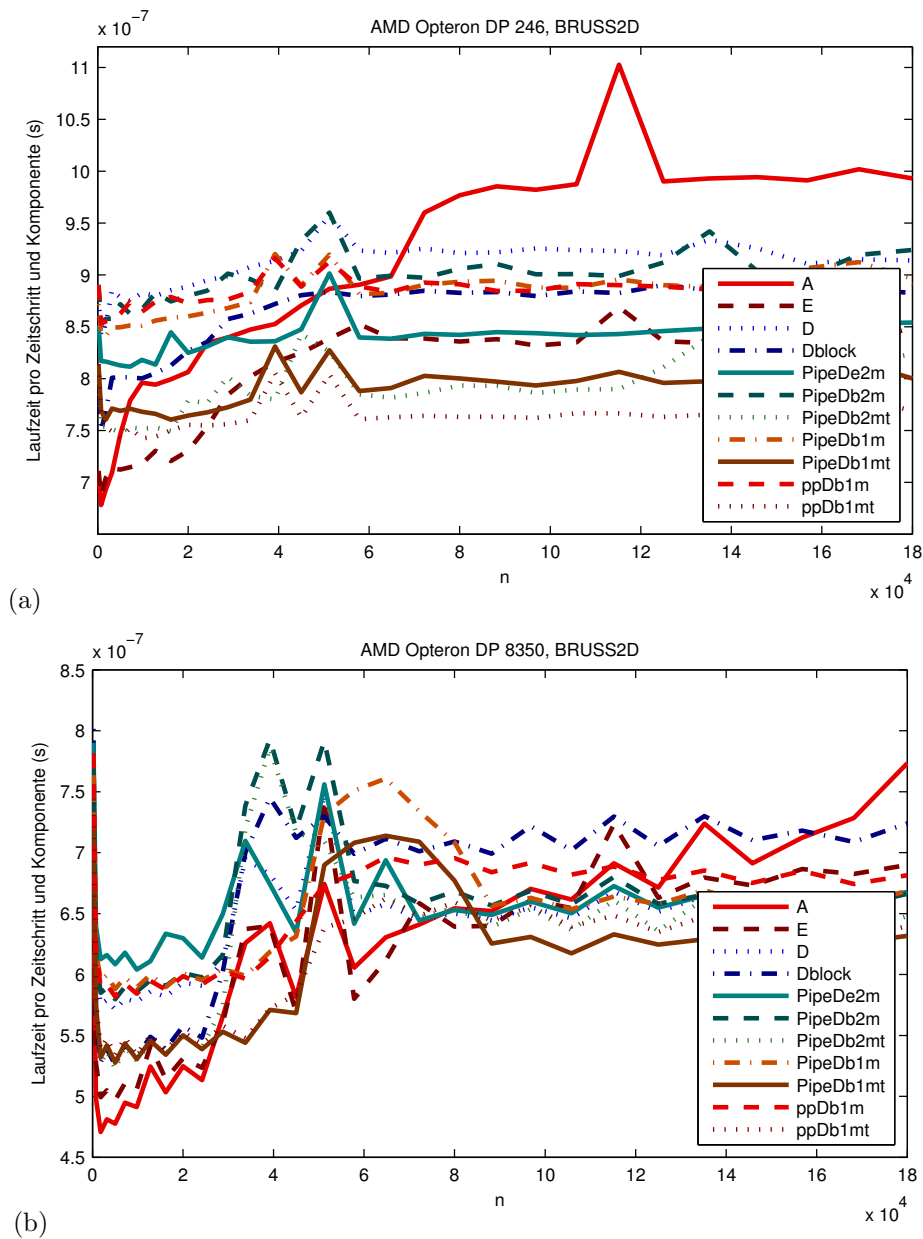 x 10⁻⁷
AMD Opteron DP 246, BRUSS2D
11
10.5
10
9.5
9
8.5
8
7.5
7
Laufzeit pro Zeitschritt und Komponente (s)
A
E
D
Dblock
PipeDe2m
PipeDb2m
PipeDb2mt
PipeDb1m
PipeDb1mt
ppDb1m
ppDb1mt
0 2 4 6 8 10 12 14 16 18
n
x 10⁴
(a)
x 10⁻⁷
AMD Opteron DP 8350, BRUSS2D
8.5
8
7.5
7
6.5
6
5.5
5
4.5
Laufzeit pro Zeitschritt und Komponente (s)
A
E
D
Dblock
PipeDe2m
PipeDb2m
PipeDb2mt
PipeDb1m
PipeDb1mt
ppDb1m
ppDb1mt
0 2 4 6 8 10 12 14 16 18
n
x 10⁴
(b)